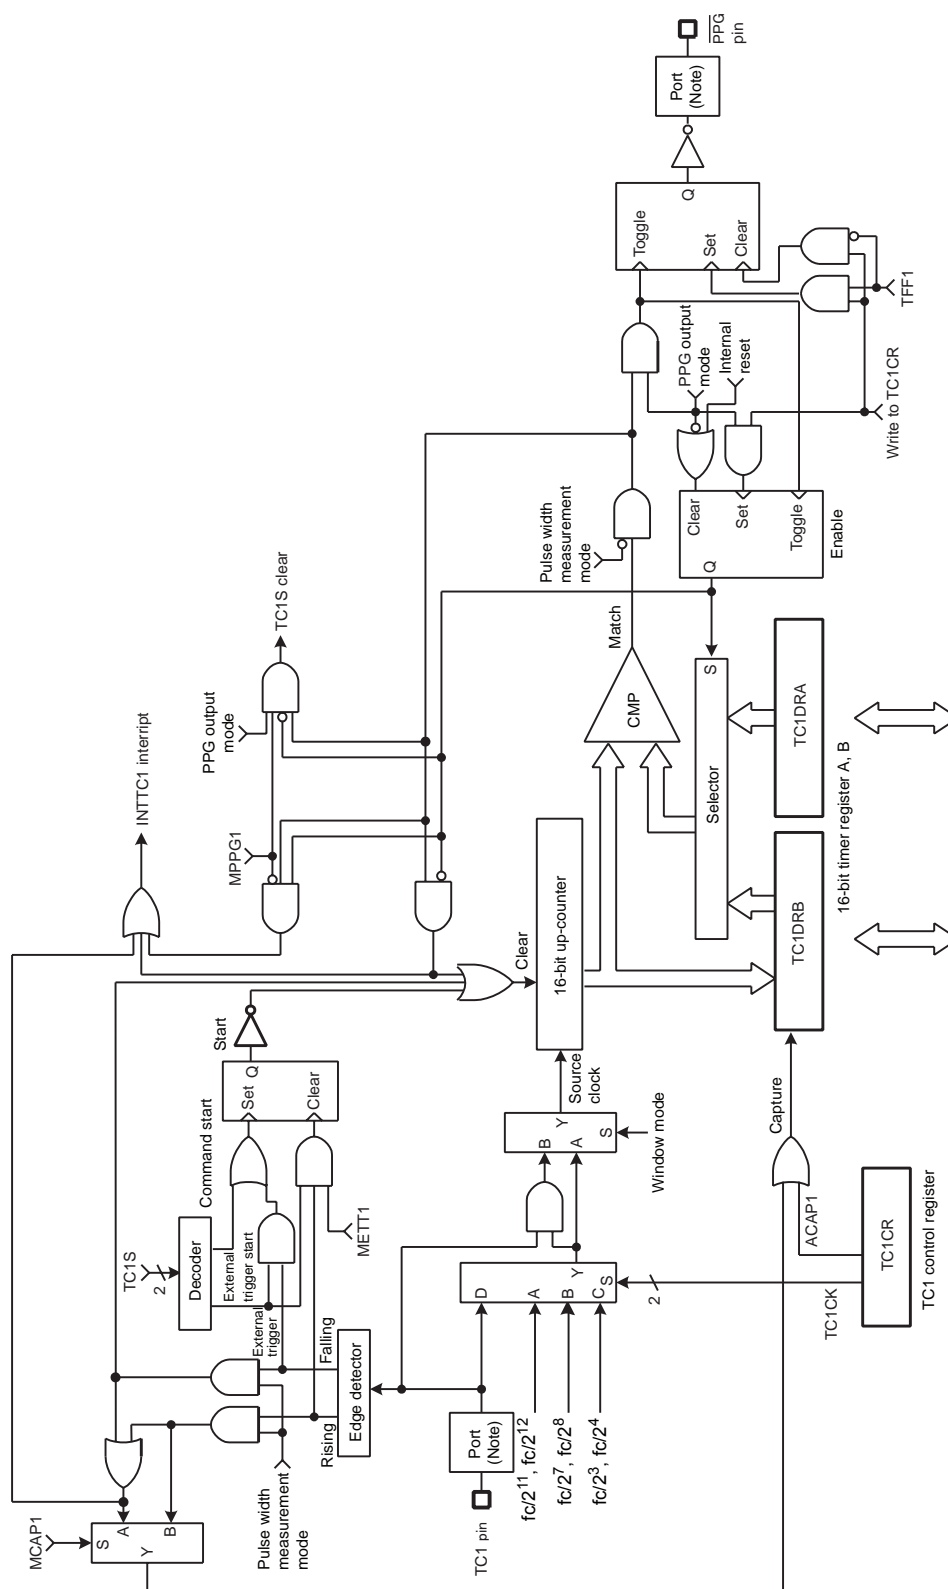 MCAP1
S
A
B
Y
Pulse width
measurement
mode
Rising
Falling
Edge detector
External
trigger
TC1S
2
Decoder
External
trigger start
Command start
METT1
Set
Q
Clear
Start
TC1 pin
Port
(Note)
fc/2¹¹, fc/2¹²
fc/2⁷, fc/2⁸
fc/2³, fc/2⁴
D
A
B
C
S
Y
2
TC1CK
B
A
S
Y
Window mode
Source
clock
Clear
16-bit up-counter
INTTC1 interript
MPPG1
PPG output
mode
TC1S clear
CMP
Match
Pulse width
measurement
mode
Selector
S
TC1DRB
TC1DRA
16-bit timer register A, B
Capture
ACAP1
TC1CR
TC1 control register
Q
Clear
Set
Toggle
Enable
PPG output
mode
Internal
reset
Write to TC1CR
TFF1
Toggle
Set
Clear
Q
Port
(Note)
PPG
pin